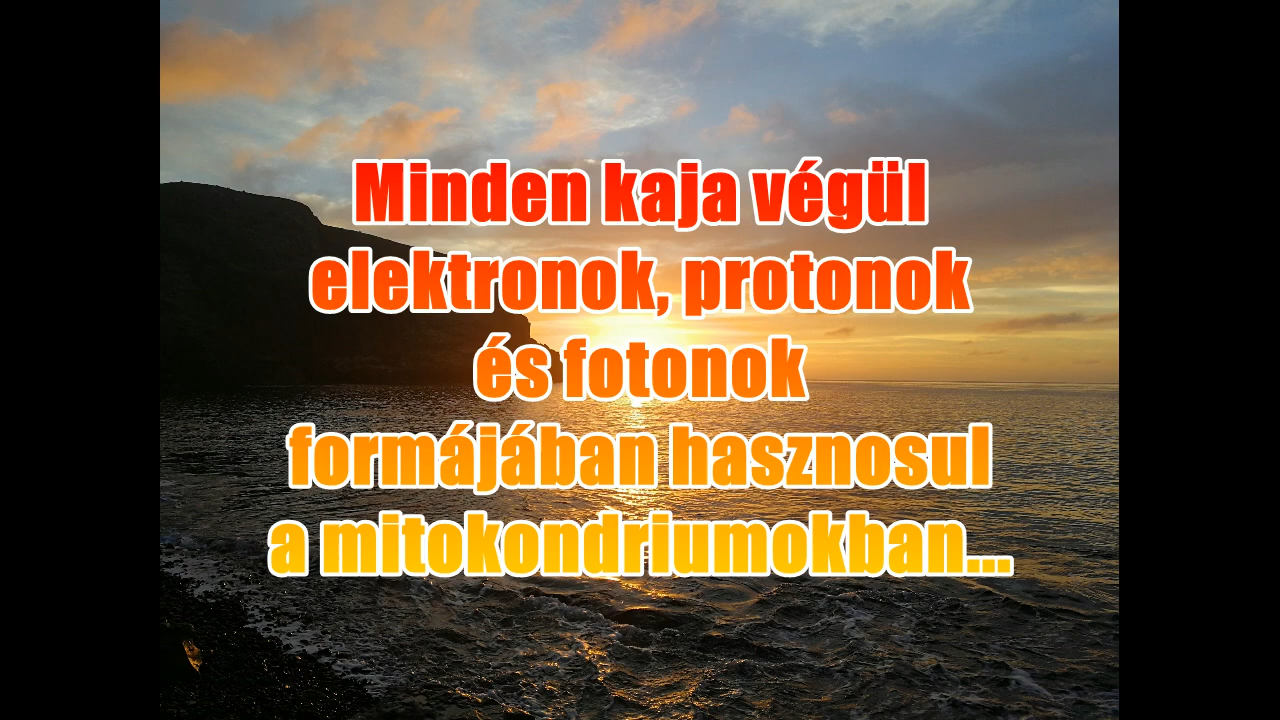 Minden kaja végül
elektronok, protonok
és fotonok
formájában hasznosul
a mitokondriumokban...